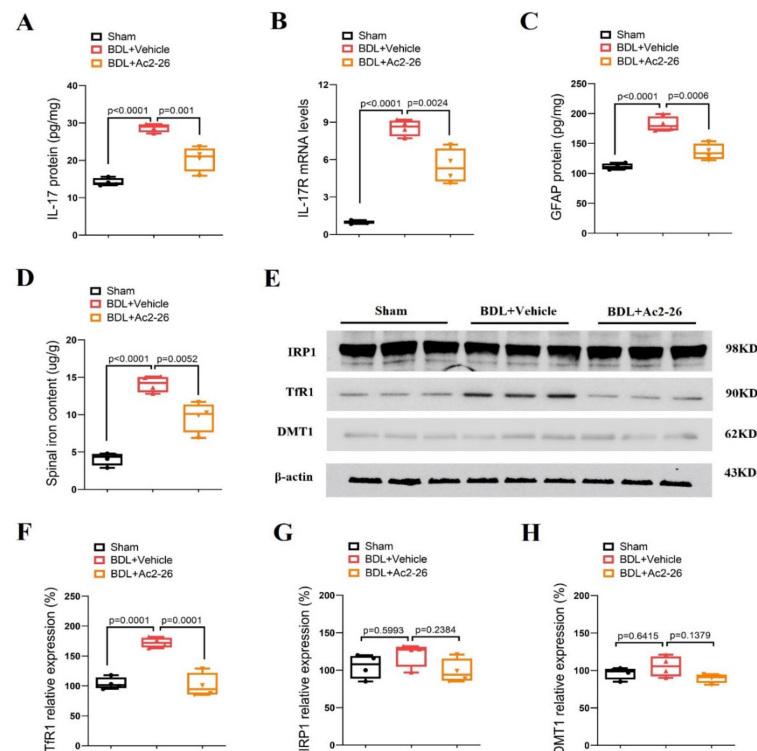 A
Sham
BDL+Vehicle
BDL+Ac2-26
IL-17 protein (pg/mg)
40
30
20
10
0
p<0.0001
p=0.001
B
Sham
BDL+Vehicle
BDL+Ac2-26
IL-17R mRNA levels
12
9
6
3
0
p<0.0001
p=0.0024
C
Sham
BDL+Vehicle
BDL+Ac2-26
GFAP protein (pg/mg)
250
200
150
100
50
0
p<0.0001
p=0.0006
D
Sham
BDL+Vehicle
BDL+Ac2-26
Spinal iron content (ug/g)
20
15
10
5
0
p<0.0001
p=0.0052
E
Sham
BDL+Vehicle
BDL+Ac2-26
IRP1
98KD
TfR1
90KD
DMT1
62KD
β-actin
43KD
F
Sham
BDL+Vehicle
BDL+Ac2-26
TfR1 relative expression (%)
250
200
150
100
50
0
p=0.0001
p=0.0001
G
Sham
BDL+Vehicle
BDL+Ac2-26
IRP1 relative expression (%)
200
150
100
50
0
p=0.5993
p=0.2384
H
Sham
BDL+Vehicle
BDL+Ac2-26
DMT1 relative expression (%)
200
150
100
50
0
p=0.6415
p=0.1379